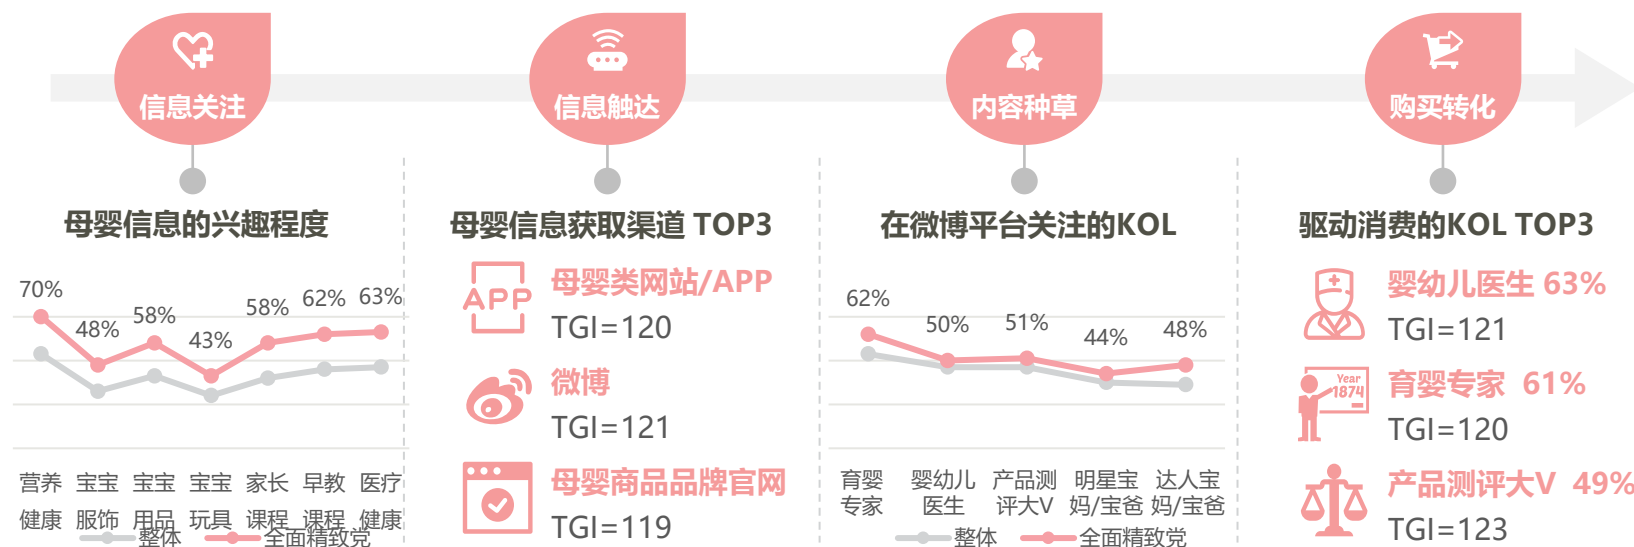 信息关注
信息触达
内容种草
购买转化
母婴信息的兴趣程度
70%
48%
58%
43%
58%
62%
63%
营养健康
宝宝服饰
宝宝用品
宝宝玩具
家长课程
早教课程
医疗健康
整体
全面精致党
母婴信息获取渠道 TOP3
APP
母婴类网站/APP
TGI=120
微博
TGI=121
母婴商品品牌官网
TGI=119
在微博平台关注的KOL
62%
50%
51%
44%
48%
育婴专家
婴幼儿医生
产品测评大V
明星宝妈/宝爸
达人宝妈/宝爸
整体
全面精致党
驱动消费的KOL TOP3
婴幼儿医生 63%
TGI=121
Year
1874
育婴专家 61%
TGI=120
产品测评大V 49%
TGI=123